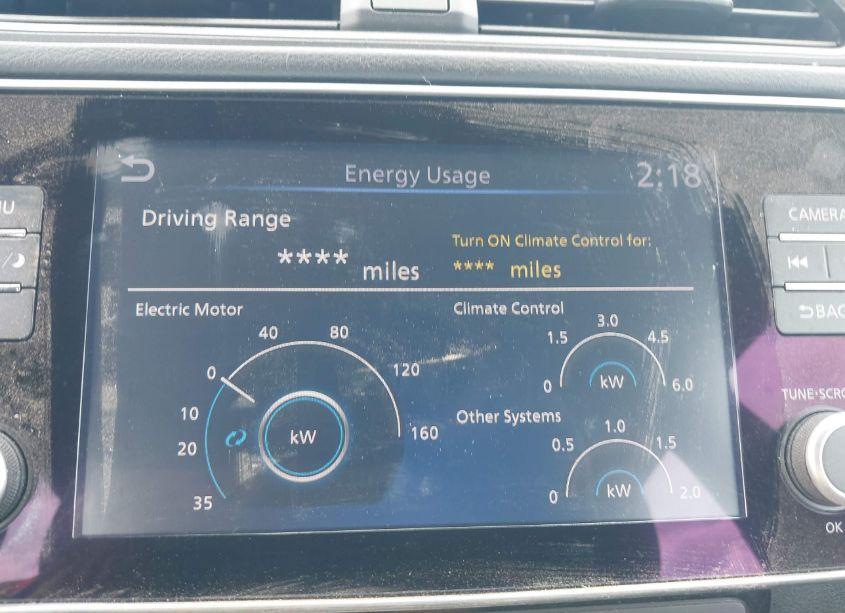 Energy Usage 2:18
Driving Range
**** miles
Turn ON Climate Control for:
**** miles
Electric Motor
0 40 80 120 160
10
20
35
kW
Climate Control
0 1.5 3.0 4.5 6.0
kW
Other Systems
0 0.5 1.0 1.5 2.0
kW
CAMERA
BAC
TUNE·SCRO
OK